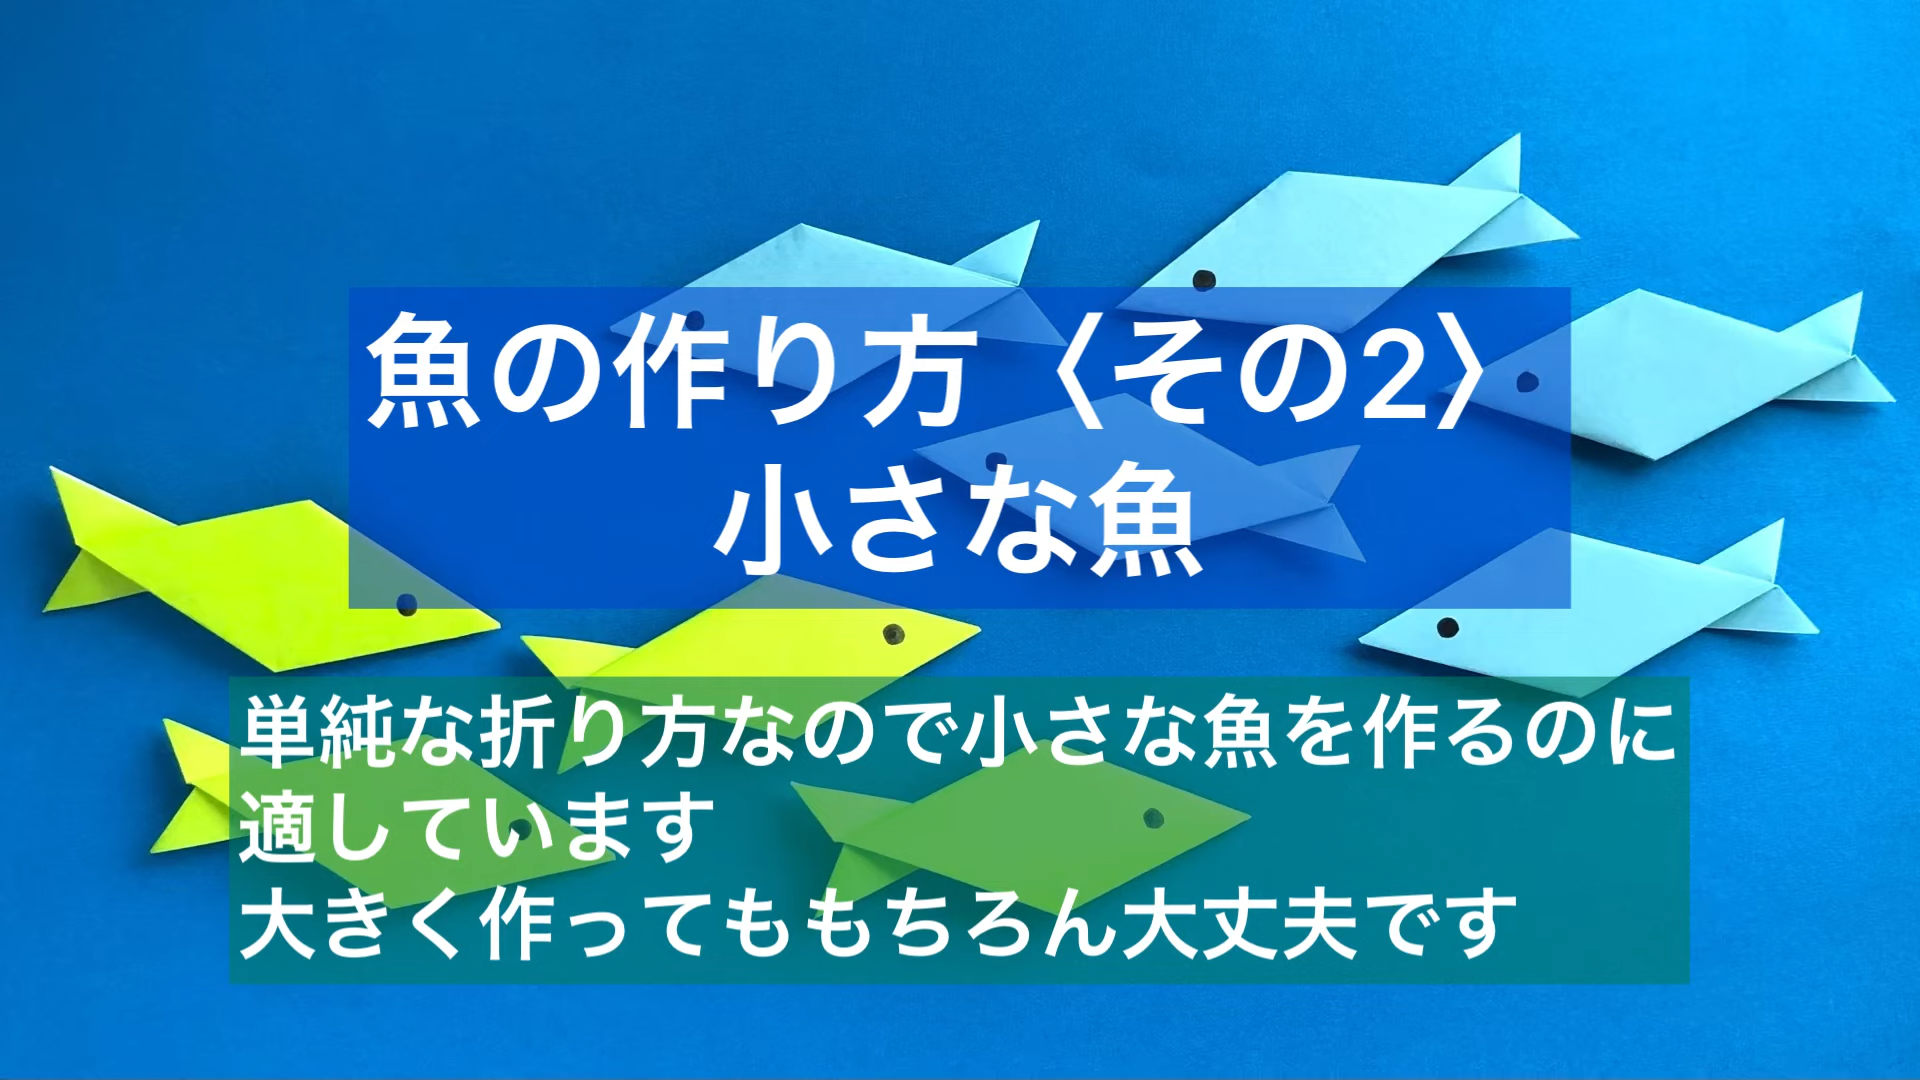 魚の作り方〈その2〉
小さな魚
単純な折り方なので小さな魚を作るのに
適しています
大きく作ってももちろん大丈夫です